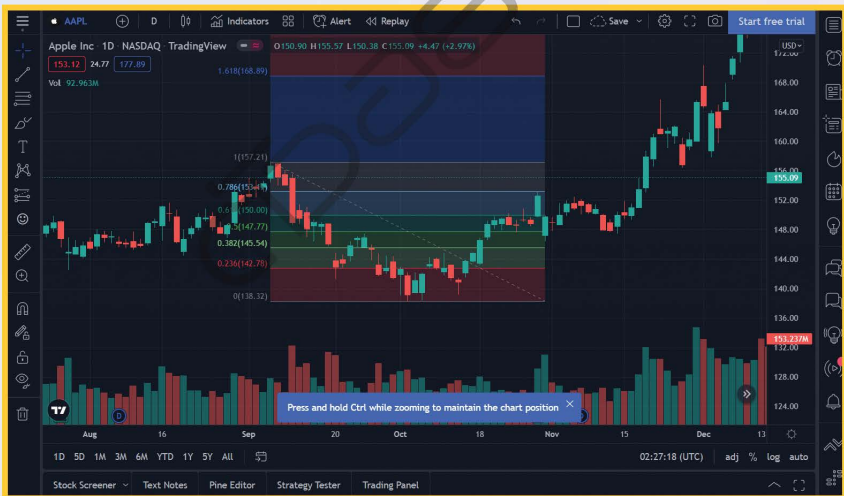 AAPL D Indicators Alert Replay Save Start free trial
Apple Inc · 1D · NASDAQ · TradingView O150.90 H155.57 L150.38 C155.09 +4.47 (+2.97%) USD
153.12 24.77 177.89
Vol 92.963M
172.00
168.00
164.00
160.00
156.00
155.09
152.00
148.00
144.00
140.00
136.00
153.237M
132.00
128.00
124.00
1.618(168.89)
1(157.21)
0.786(153.17)
0.5(147.77)
0.382(145.54)
0.236(142.78)
0(138.32)
Press and hold Ctrl while zooming to maintain the chart position
D
Aug 16 Sep 20 Oct 18 Nov 15 Dec 13
1D 5D 1M 3M 6M YTD 1Y 5Y All 02:27:18 (UTC) adj % log auto
Stock Screener Text Notes Pine Editor Strategy Tester Trading Panel